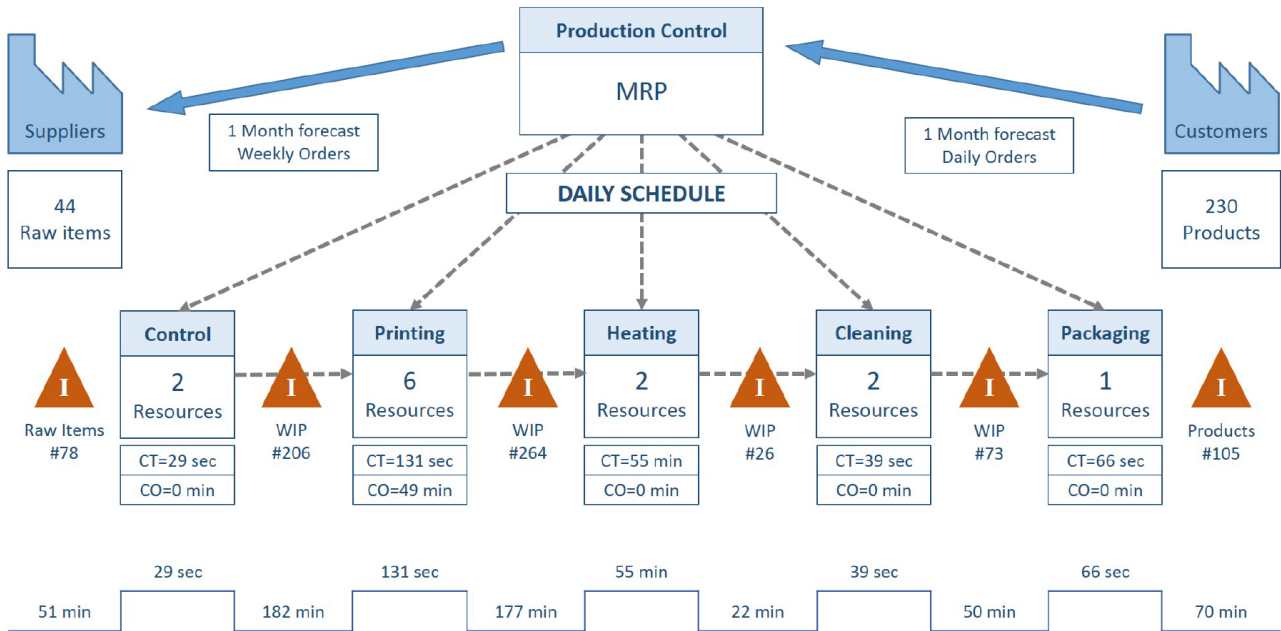 Production Control
MRP
Suppliers
Customers
1 Month forecast
Weekly Orders
1 Month forecast
Daily Orders
44
Raw items
DAILY SCHEDULE
230
Products
Control
2
Resources
CT=29 sec
CO=0 min
Printing
6
Resources
CT=131 sec
CO=49 min
Heating
2
Resources
CT=55 min
CO=0 min
Cleaning
2
Resources
CT=39 sec
CO=0 min
Packaging
1
Resources
CT=66 sec
CO=0 min
I
Raw Items
#78
I
WIP
#206
I
WIP
#264
I
WIP
#26
I
WIP
#73
I
Products
#105
29 sec
131 sec
55 min
39 sec
66 sec
51 min
182 min
177 min
22 min
50 min
70 min